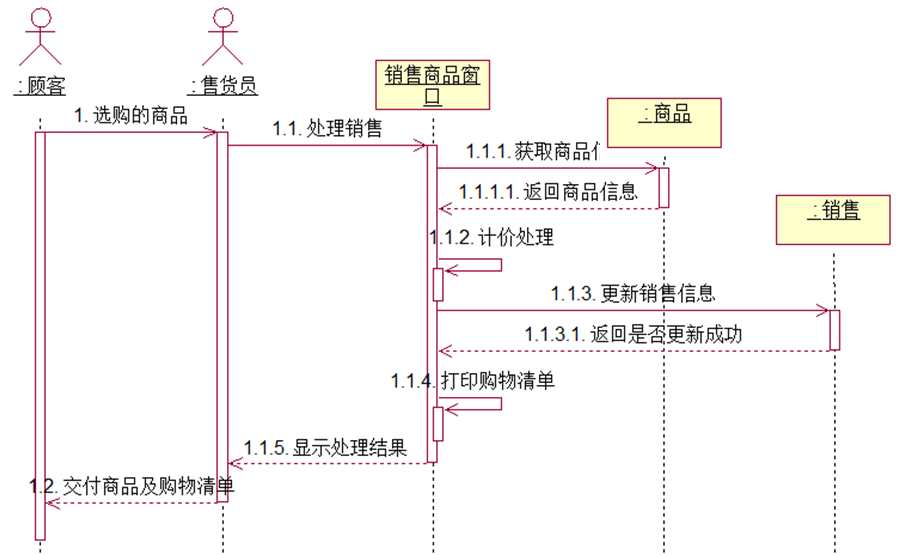 : 顾客
: 售货员
销售商品窗
口
: 商品
: 销售
1. 选购的商品
1.1. 处理销售
1.1.1. 获取商品
1.1.1.1. 返回商品信息
1.1.2. 计价处理
1.1.3. 更新销售信息
1.1.3.1. 返回是否更新成功
1.1.4. 打印购物清单
1.1.5. 显示处理结果
1.2. 交付商品及购物清单